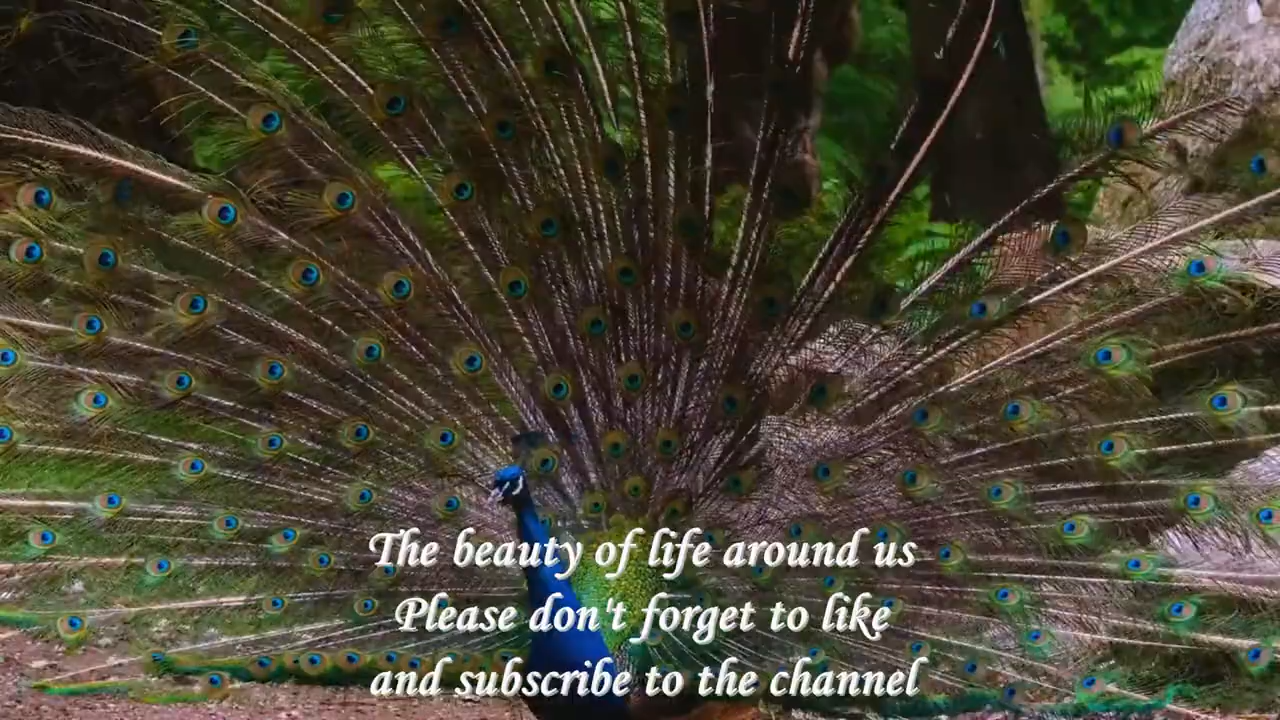 The beauty of life around us
Please don't forget to like
and subscribe to the channel